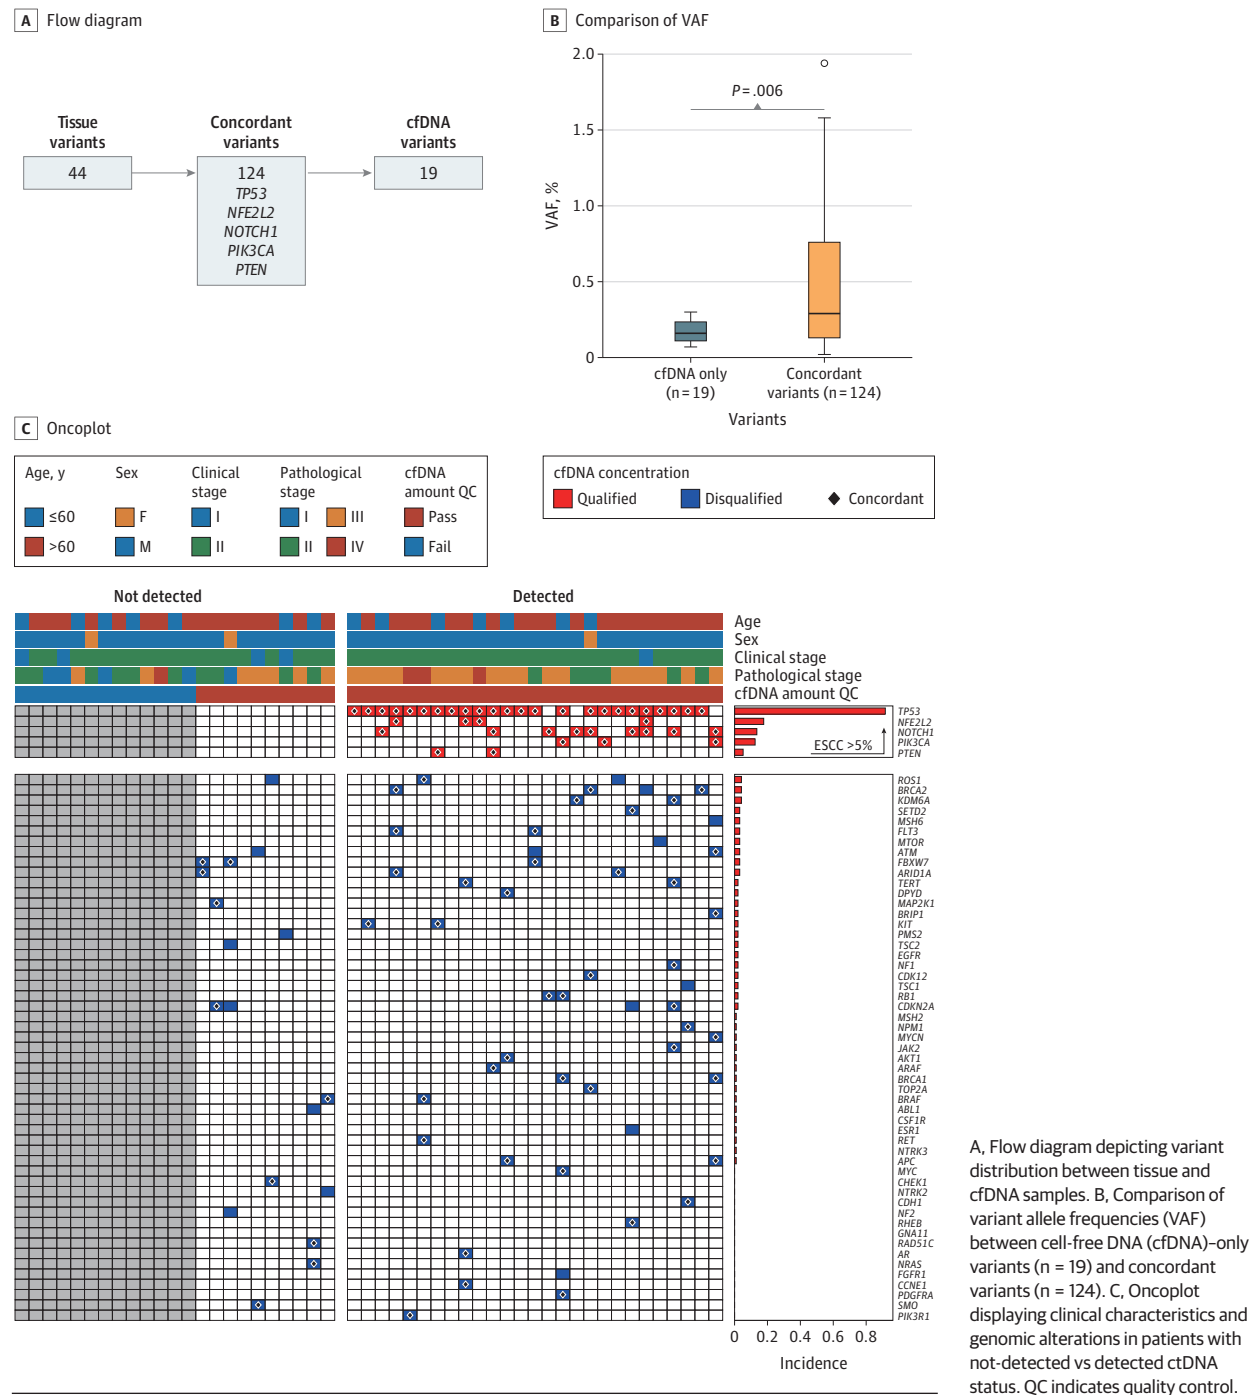 A Flow diagram
Tissue variants
44
Concordant variants
124
TP53
NFE2L2
NOTCH1
PIK3CA
PTEN
cfDNA variants
19
B Comparison of VAF
2.0
1.5
1.0
0.5
0
VAF, %
P = .006
cfDNA only (n = 19)
Concordant variants (n = 124)
Variants
C Oncoplot
Age, y
≤60
>60
Sex
F
M
Clinical stage
I
II
Pathological stage
I
III
II
IV
cfDNA amount QC
Pass
Fail
cfDNA concentration
Qualified
Disqualified
Concordant
Not detected
Detected
Age
Sex
Clinical stage
Pathological stage
cfDNA amount QC
TP53
NFE2L2
NOTCH1
PIK3CA
PTEN
ESCC >5%
ROS1
BRCA2
KDM6A
SETD2
MSH6
FLT3
MTOR
ATM
FBXW7
ARID1A
TERT
DPYD
MAP2K1
BRIP1
KIT
PMS2
TSC2
EGFR
NF1
CDK12
TSC1
RB1
CDKN2A
MSH2
NPM1
MYCN
JAK2
AKT1
ARAF
BRCA1
TOP2A
BRAF
ABL1
CSF1R
ESR1
RET
NTRK3
APC
MYC
CHEK1
NTRK2
CDH1
NF2
RHEB
GNA11
RAD51C
AR
NRAS
FGFR1
CCNE1
PDGFRA
SMO
PIK3R1
0 0.2 0.4 0.6 0.8
Incidence
A, Flow diagram depicting variant
distribution between tissue and
cfDNA samples. B, Comparison of
variant allele frequencies (VAF)
between cell-free DNA (cfDNA)–only
variants (n = 19) and concordant
variants (n = 124). C, Oncoplot
displaying clinical characteristics and
genomic alterations in patients with
not-detected vs detected ctDNA
status. QC indicates quality control.